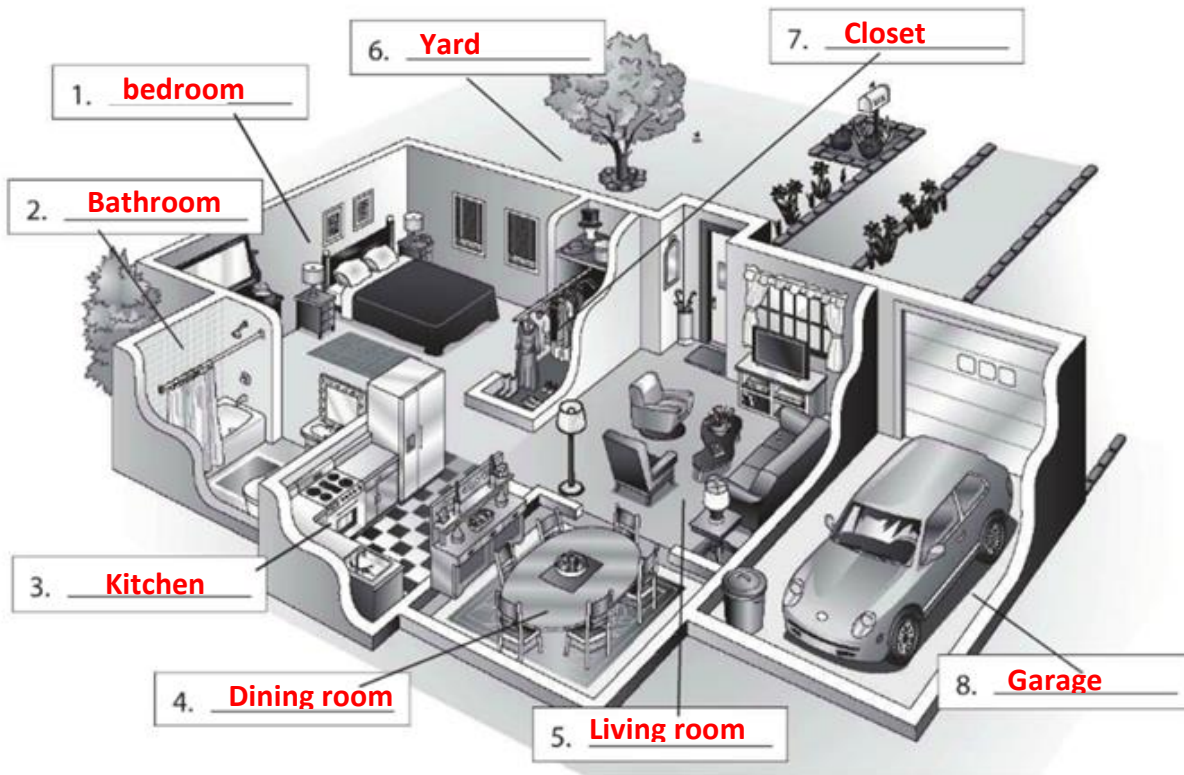 1. bedroom
2. Bathroom
3. Kitchen
4. Dining room
5. Living room
6. Yard
7. Closet
8. Garage